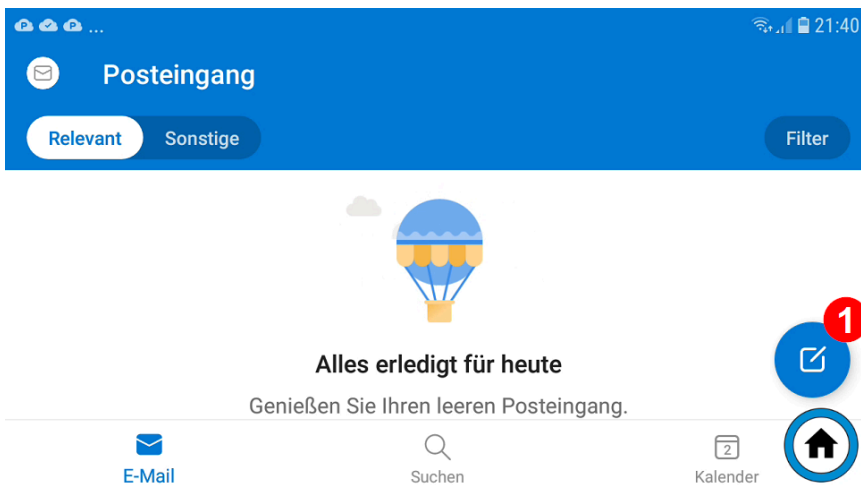 ... 21:40
Posteingang
Relevant Sonstige Filter
1
Alles erledigt für heute
Genießen Sie Ihren leeren Posteingang.
2
E-Mail Suchen Kalender